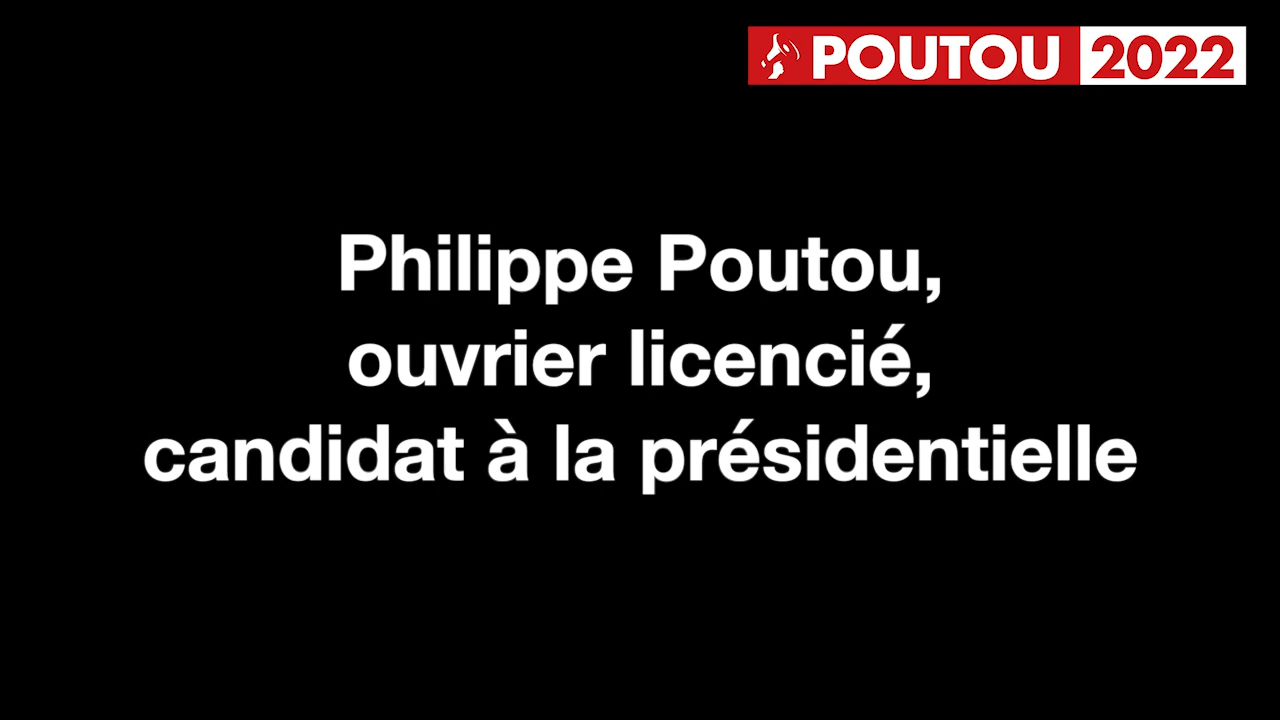 POUTOU 2022
Philippe Poutou,
ouvrier licencié,
candidat à la présidentielle